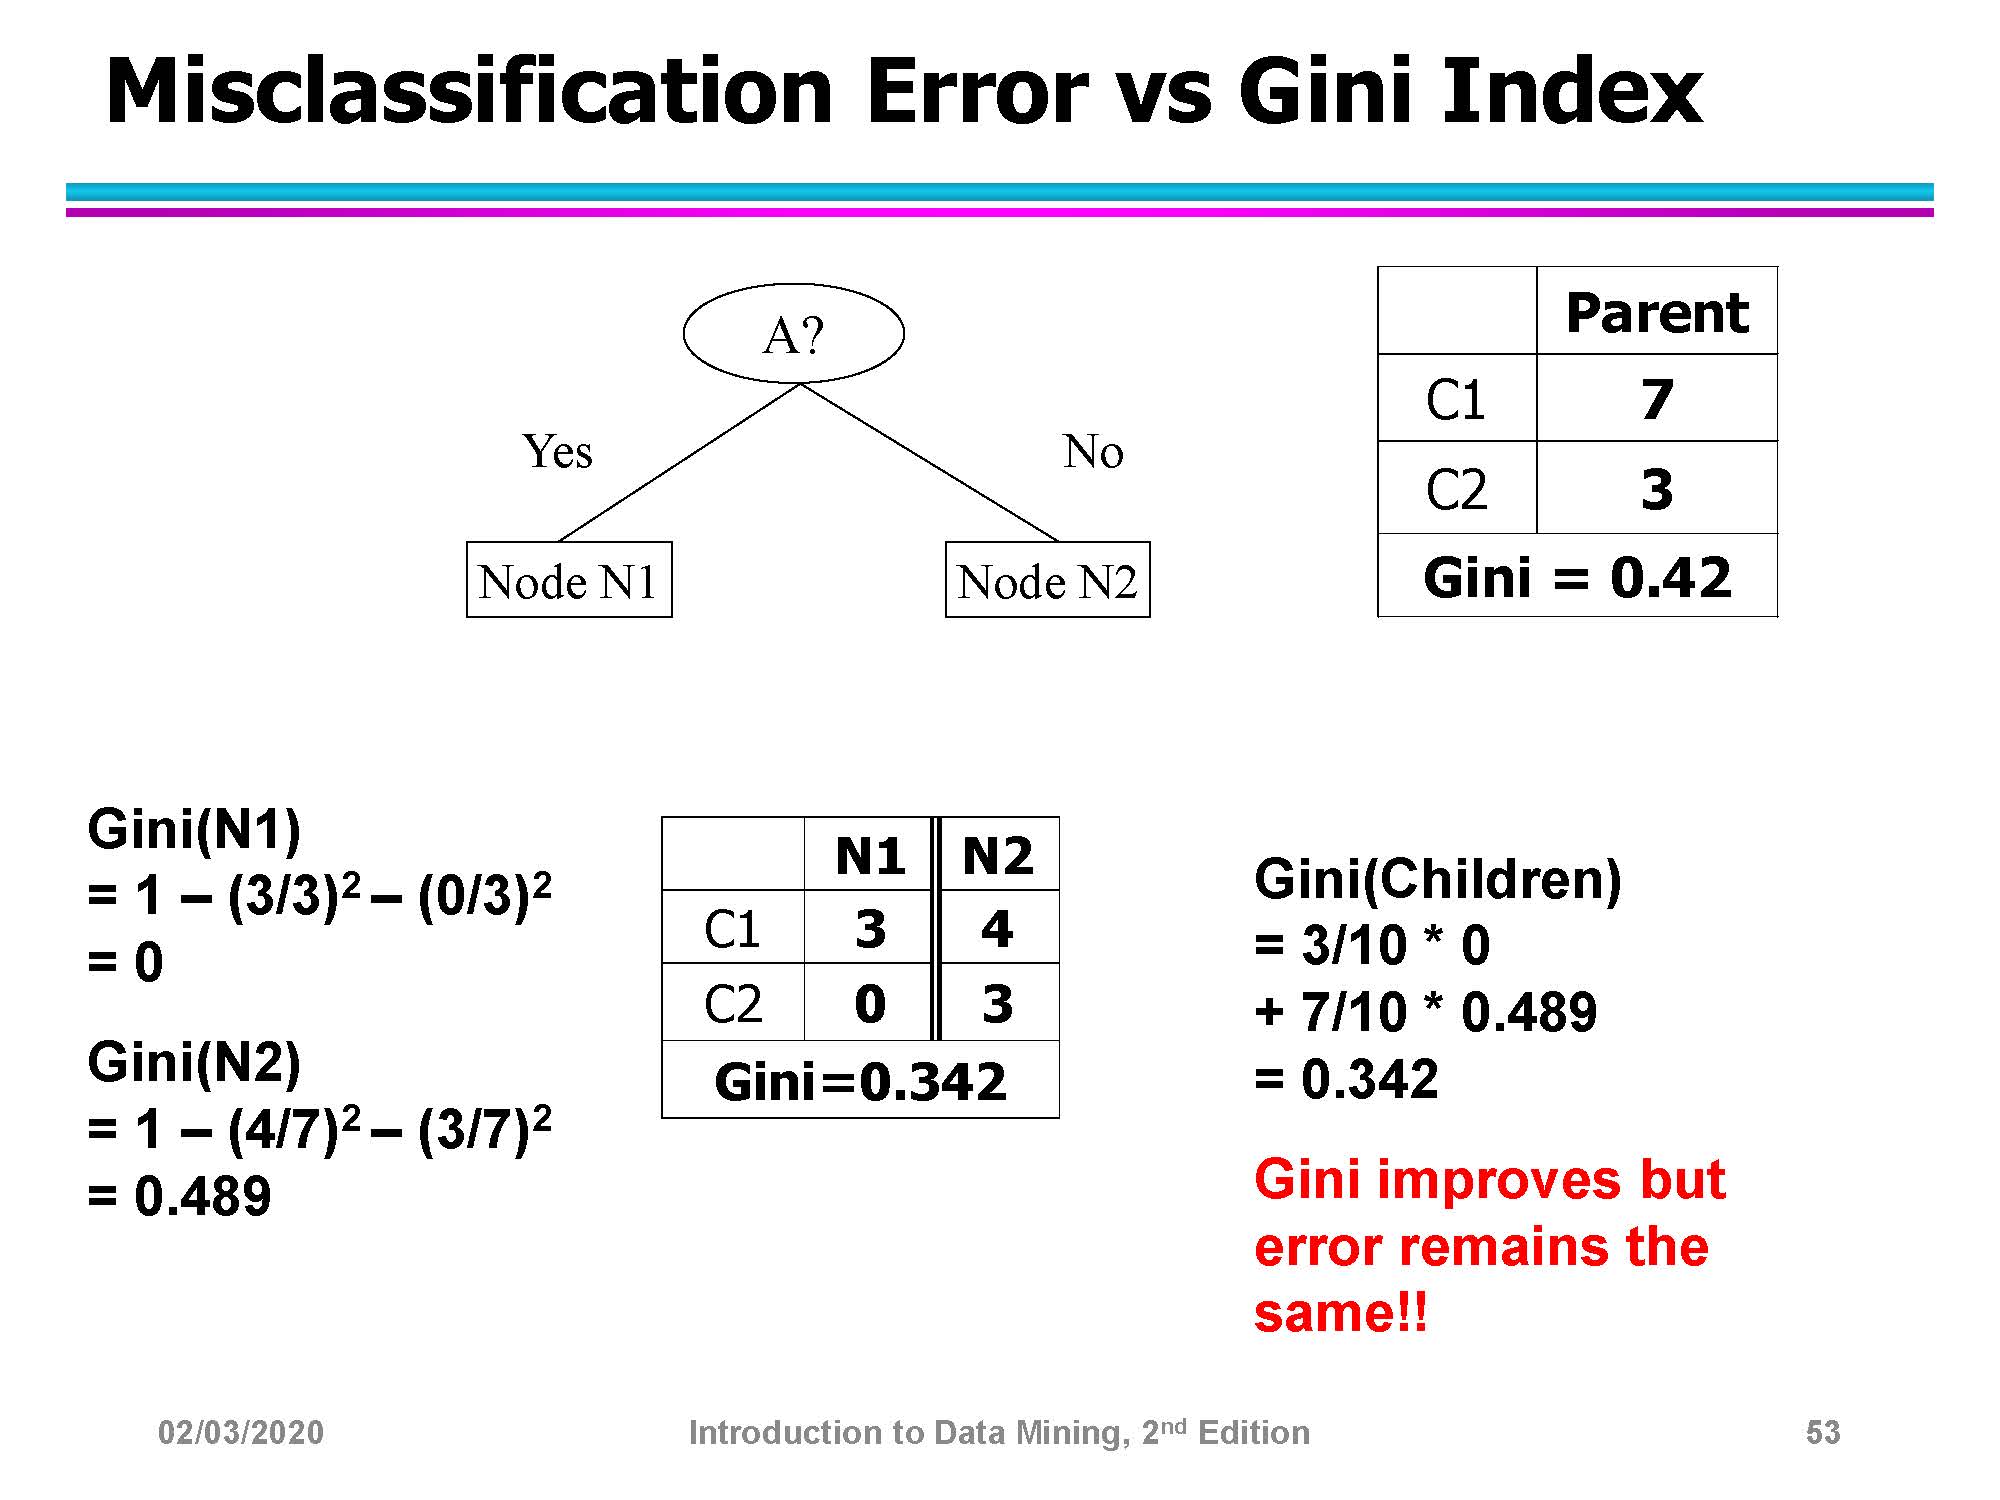 Misclassification Error vs Gini Index
A?
Yes
No
Node N1
Node N2
Parent
C1 7
C2 3
Gini = 0.42
Gini(N1)
= 1 – (3/3)² – (0/3)²
= 0
Gini(N2)
= 1 – (4/7)² – (3/7)²
= 0.489
N1 N2
C1 3 4
C2 0 3
Gini=0.342
Gini(Children)
= 3/10 * 0
+ 7/10 * 0.489
= 0.342
Gini improves but
error remains the
same!!
02/03/2020
Introduction to Data Mining, 2nd Edition
53